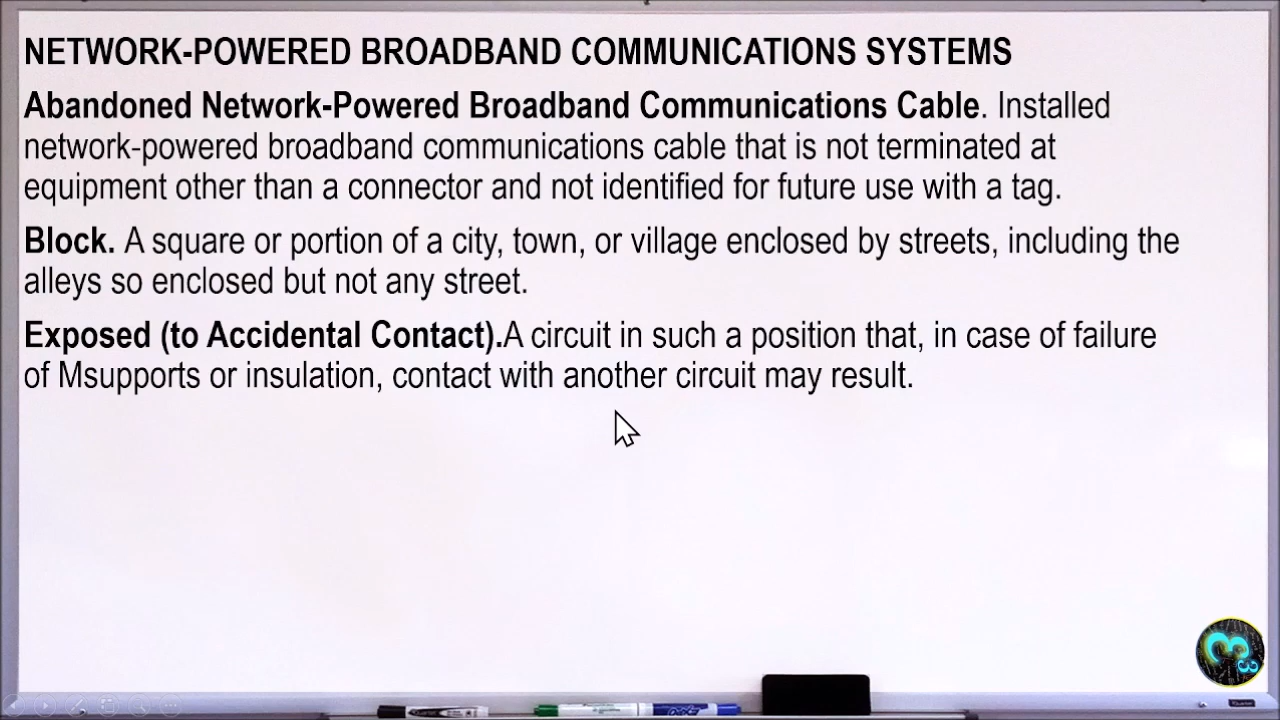 NETWORK-POWERED BROADBAND COMMUNICATIONS SYSTEMS
Abandoned Network-Powered Broadband Communications Cable. Installed
network-powered broadband communications cable that is not terminated at
equipment other than a connector and not identified for future use with a tag.
Block. A square or portion of a city, town, or village enclosed by streets, including the
alleys so enclosed but not any street.
Exposed (to Accidental Contact).A circuit in such a position that, in case of failure
of Msupports or insulation, contact with another circuit may result.